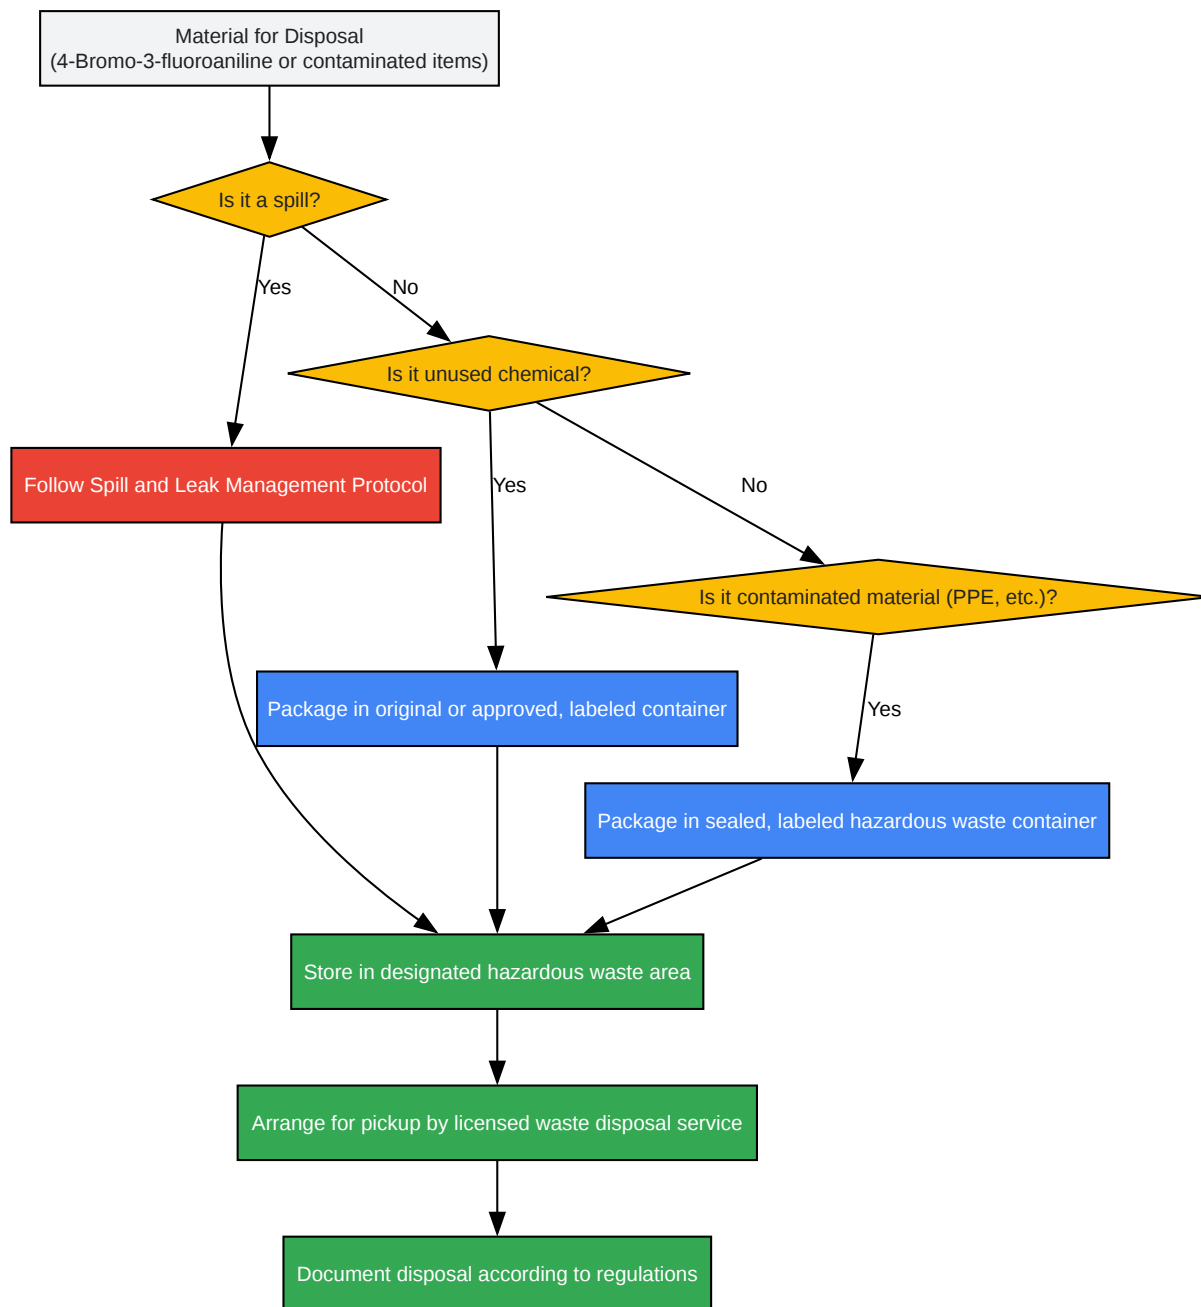 Material for Disposal
(4-Bromo-3-fluoroaniline or contaminated items)
Is it a spill?
Yes
No
Is it unused chemical?
Follow Spill and Leak Management Protocol
Yes
No
Is it contaminated material (PPE, etc.)?
Package in original or approved, labeled container
Yes
Package in sealed, labeled hazardous waste container
Store in designated hazardous waste area
Arrange for pickup by licensed waste disposal service
Document disposal according to regulations